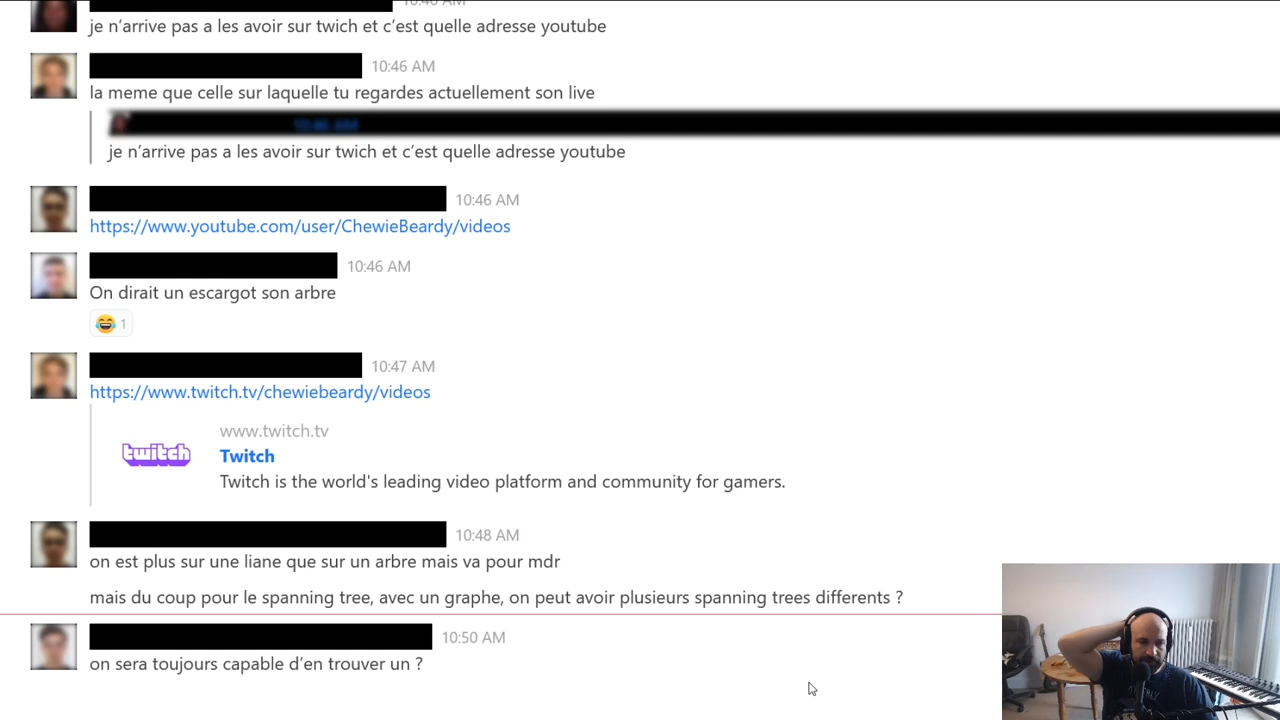 je n'arrive pas a les avoir sur twich et c'est quelle adresse youtube
10:46 AM
la meme que celle sur laquelle tu regardes actuellement son live
10:46 AM
je n'arrive pas a les avoir sur twich et c'est quelle adresse youtube
10:46 AM
https://www.youtube.com/user/ChewieBeardy/videos
10:46 AM
On dirait un escargot son arbre
😂 1
10:47 AM
https://www.twitch.tv/chewiebeardy/videos
www.twitch.tv
twitch Twitch
Twitch is the world's leading video platform and community for gamers.
10:48 AM
on est plus sur une liane que sur un arbre mais va pour mdr
mais du coup pour le spanning tree, avec un graphe, on peut avoir plusieurs spanning trees differents ?
10:50 AM
on sera toujours capable d'en trouver un ?